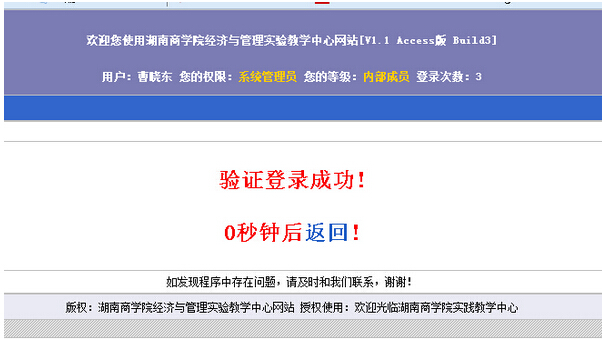 欢迎您使用湖南商学院经济与管理实验教学中心网站[V1.1 Access版 Build3]
用户：曹晓东 您的权限：系统管理员 您的等级：内部成员 登录次数：3
验证登录成功！
0秒钟后返回！
如发现程序中存在问题，请及时和我们联系，谢谢！
版权：湖南商学院经济与管理实验教学中心网站 授权使用：欢迎光临湖南商学院实践教学中心